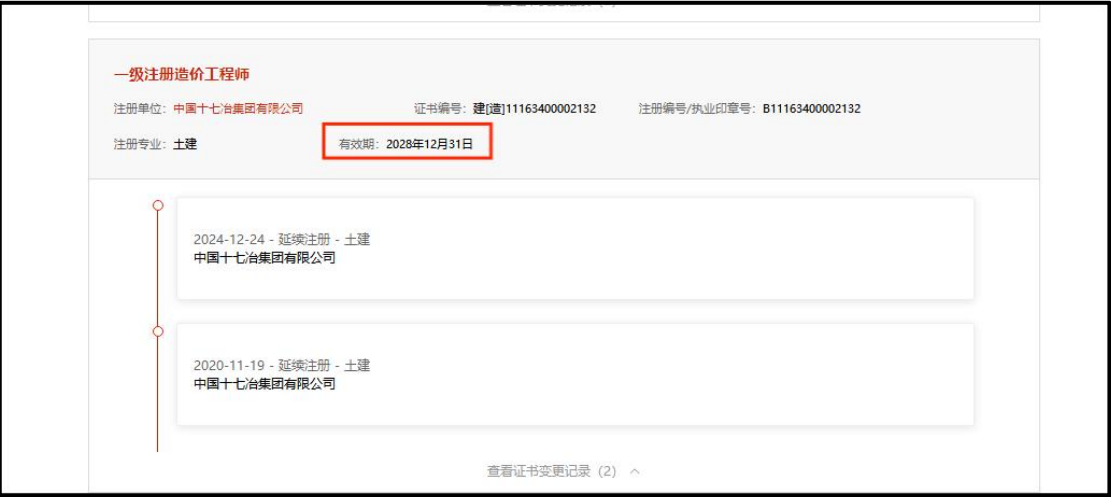 一级注册造价工程师
注册单位：中国十七冶集团有限公司 证书编号：建[造]11163400002132 注册编号/执业印章号：B11163400002132
注册专业：土建 有效期：2028年12月31日
2024-12-24 - 延续注册 - 土建
中国十七冶集团有限公司
2020-11-19 - 延续注册 - 土建
中国十七冶集团有限公司
查看证书变更记录（2）